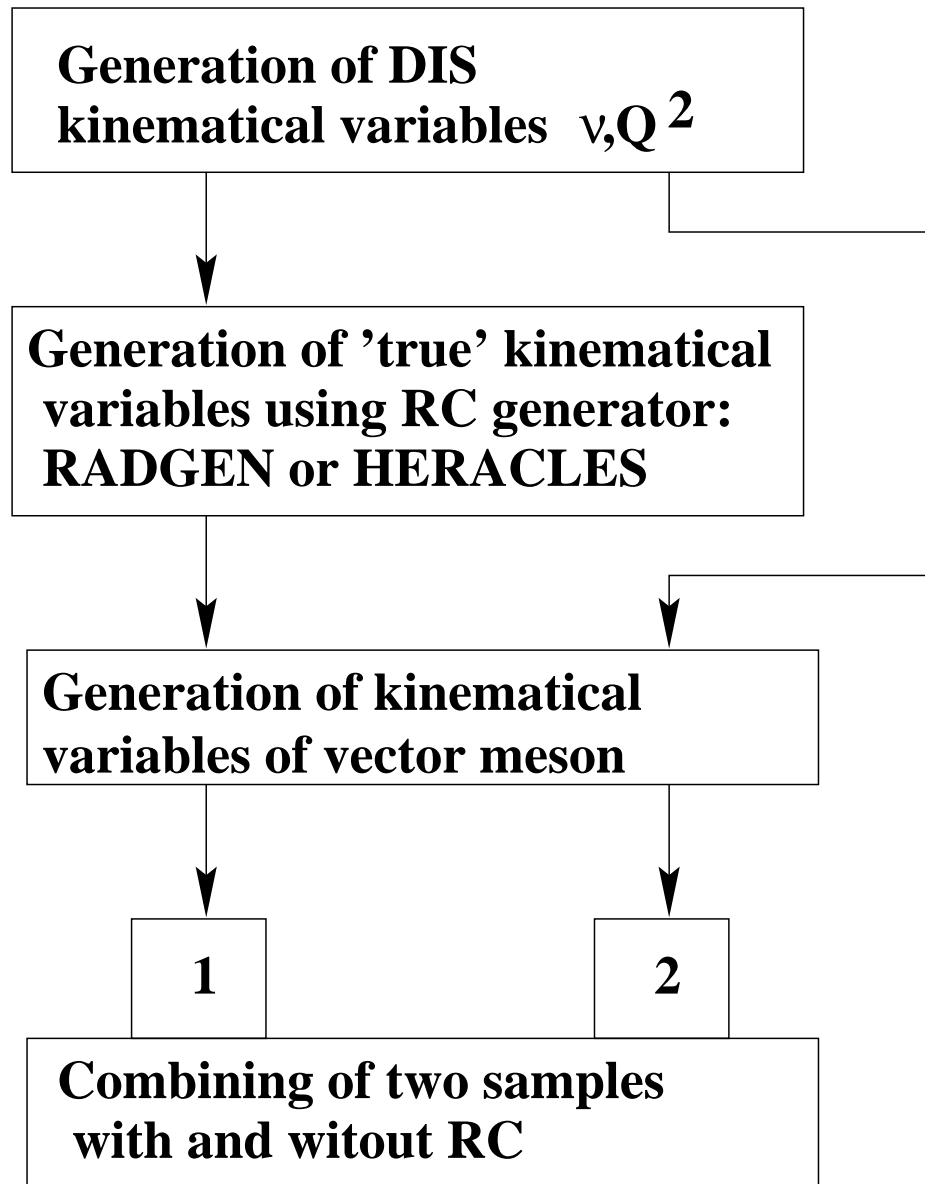 Generation of DIS
kinematical variables ν,Q 2
Generation of ’true’ kinematical
variables using RC generator:
RADGEN or HERACLES
Generation of kinematical
variables of vector meson
1
2
Combining of two samples
with and witout RC